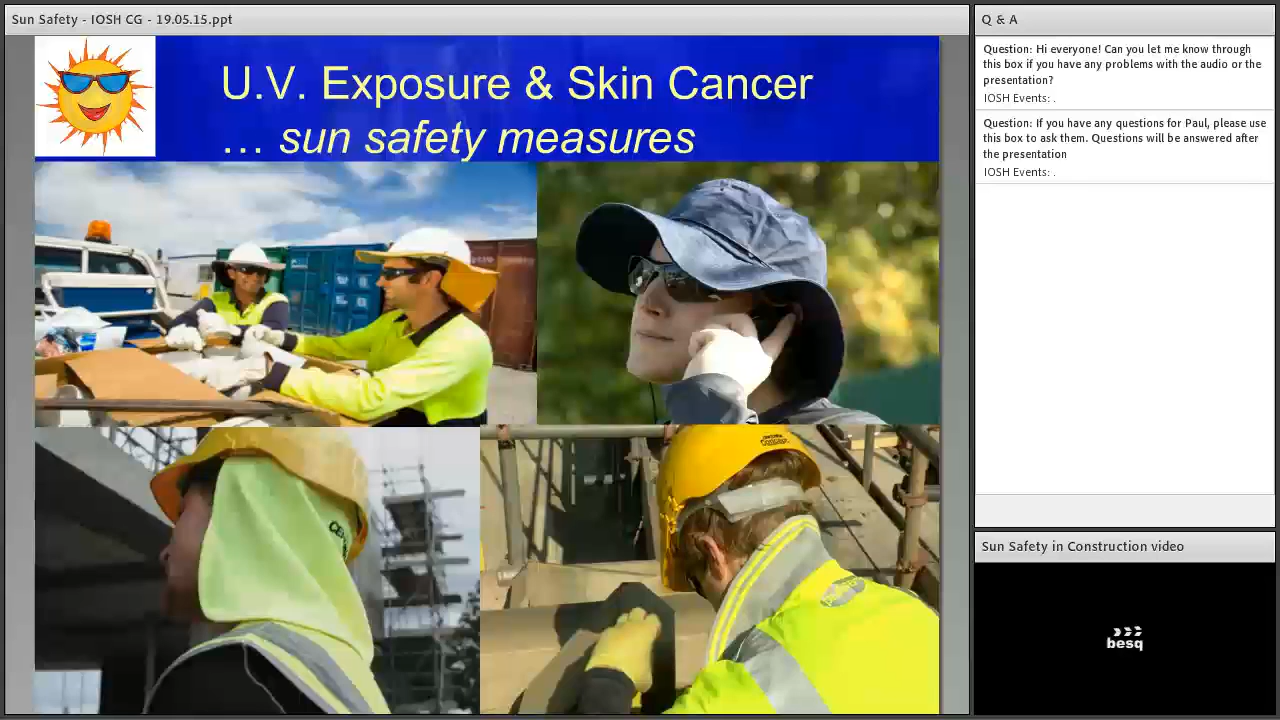 Sun Safety - IOSH CG - 19.05.15.ppt
U.V. Exposure & Skin Cancer
… sun safety measures
Q & A
Question: Hi everyone! Can you let me know through
this box if you have any problems with the audio or the
presentation?
IOSH Events: .
Question: If you have any questions for Paul, please use
this box to ask them. Questions will be answered after
the presentation
IOSH Events: .
Sun Safety in Construction video
besq